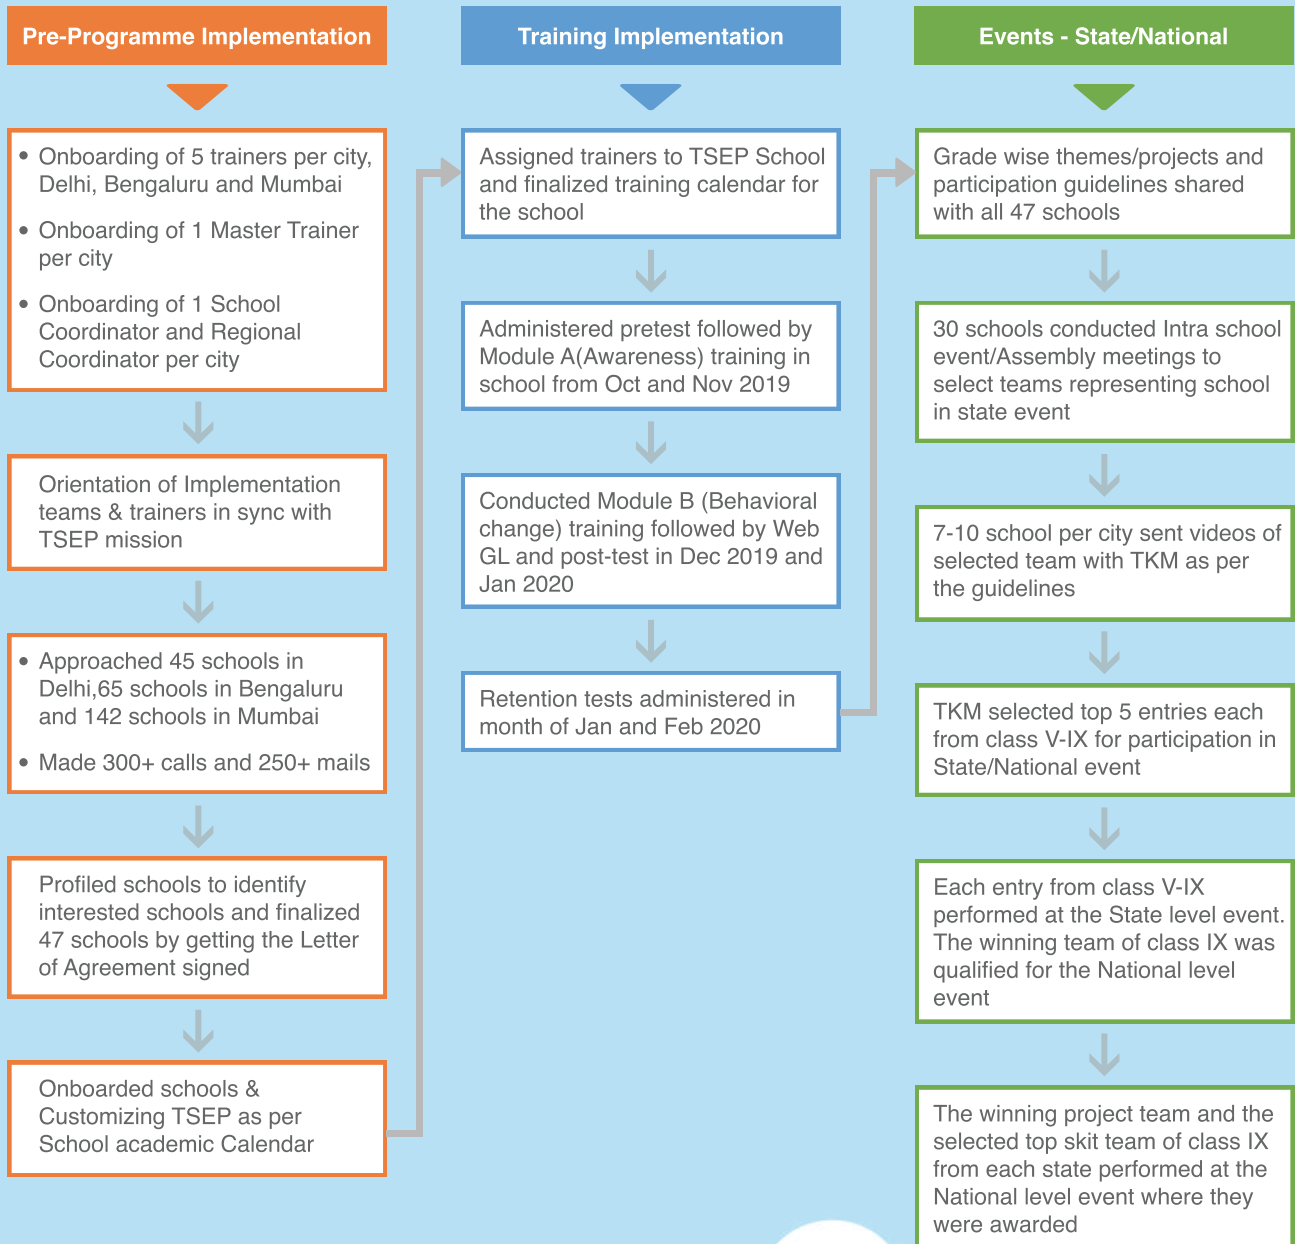 Pre-Programme Implementation
• Onboarding of 5 trainers per city,
Delhi, Bengaluru and Mumbai
• Onboarding of 1 Master Trainer
per city
• Onboarding of 1 School
Coordinator and Regional
Coordinator per city
Orientation of Implementation
teams & trainers in sync with
TSEP mission
• Approached 45 schools in
Delhi,65 schools in Bengaluru
and 142 schools in Mumbai
• Made 300+ calls and 250+ mails
Profiled schools to identify
interested schools and finalized
47 schools by getting the Letter
of Agreement signed
Onboarded schools &
Customizing TSEP as per
School academic Calendar
Training Implementation
Assigned trainers to TSEP School
and finalized training calendar for
the school
Administered pretest followed by
Module A(Awareness) training in
school from Oct and Nov 2019
Conducted Module B (Behavioral
change) training followed by Web
GL and post-test in Dec 2019 and
Jan 2020
Retention tests administered in
month of Jan and Feb 2020
Events - State/National
Grade wise themes/projects and
participation guidelines shared
with all 47 schools
30 schools conducted Intra school
event/Assembly meetings to
select teams representing school
in state event
7-10 school per city sent videos of
selected team with TKM as per
the guidelines
TKM selected top 5 entries each
from class V-IX for participation in
State/National event
Each entry from class V-IX
performed at the State level event.
The winning team of class IX was
qualified for the National level
event
The winning project team and the
selected top skit team of class IX
from each state performed at the
National level event where they
were awarded